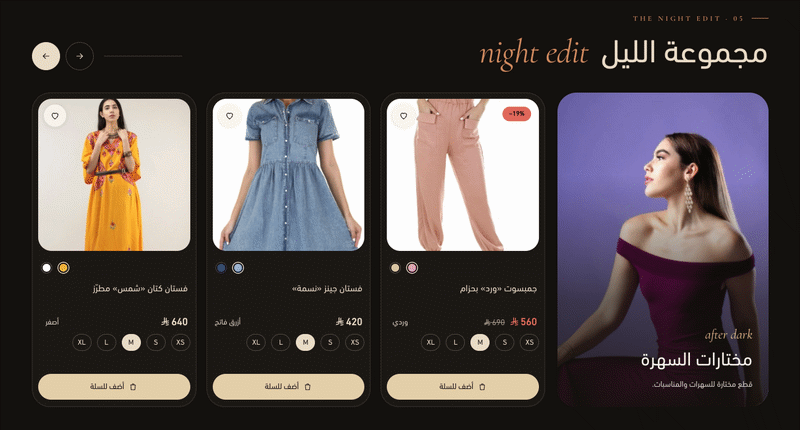 THE NIGHT EDIT · 05
مجموعة الليل night edit
after dark
مختارات السهرة
قطع مختارة للسهرات والمناسبات.
−19%
جمبسوت «ورد» بحزام
560 690
وردي
XS S M L XL
أضف للسلة
فستان جينز «نسمة»
420
أزرق فاتح
XS S M L XL
أضف للسلة
فستان كتان «شمس» مطرّز
640
أصفر
XS S M L XL
أضف للسلة